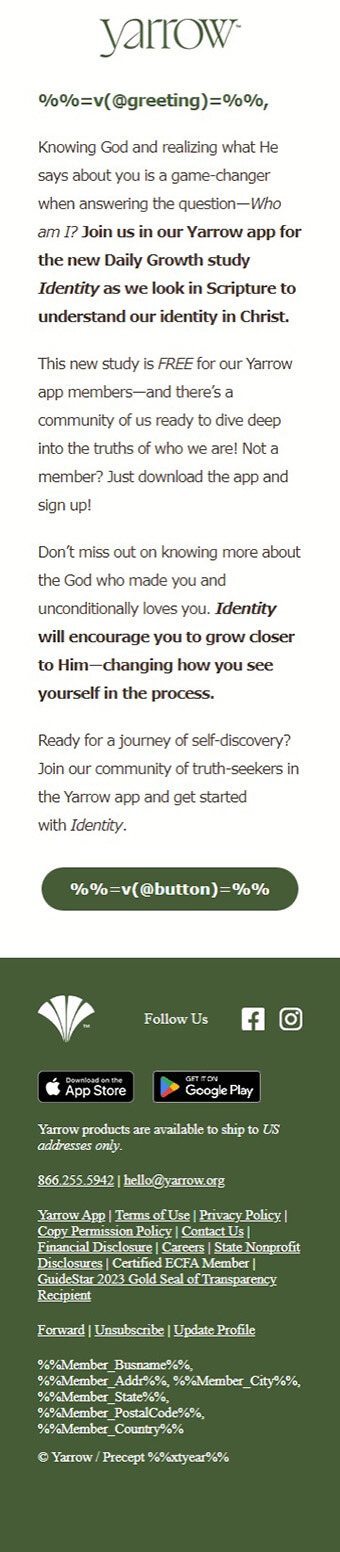 yarrow™
%%=v(@greeting)=%%,
Knowing God and realizing what He
says about you is a game-changer
when answering the question—Who
am I? Join us in our Yarrow app for
the new Daily Growth study
Identity as we look in Scripture to
understand our identity in Christ.
This new study is FREE for our Yarrow
app members—and there’s a
community of us ready to dive deep
into the truths of who we are! Not a
member? Just download the app and
sign up!
Don’t miss out on knowing more about
the God who made you and
unconditionally loves you. Identity
will encourage you to grow closer
to Him—changing how you see
yourself in the process.
Ready for a journey of self-discovery?
Join our community of truth-seekers in
the Yarrow app and get started
with Identity.
%%=v(@button)=%%
™
Follow Us
Download on the
App Store
GET IT ON
Google Play
Yarrow products are available to ship to US
addresses only.
866.255.5942 | hello@yarrow.org
Yarrow App | Terms of Use | Privacy Policy |
Copy Permission Policy | Contact Us |
Financial Disclosure | Careers | State Nonprofit
Disclosures | Certified ECFA Member |
GuideStar 2023 Gold Seal of Transparency
Recipient
Forward | Unsubscribe | Update Profile
%%Member_Busname%%,
%%Member_Addr%%, %%Member_City%%,
%%Member_State%%,
%%Member_PostalCode%%,
%%Member_Country%%
© Yarrow / Precept %%xtyear%%